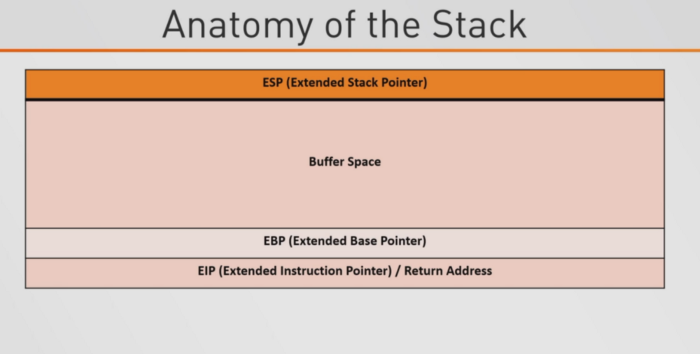 Anatomy of the Stack
ESP (Extended Stack Pointer)
Buffer Space
EBP (Extended Base Pointer)
EIP (Extended Instruction Pointer) / Return Address